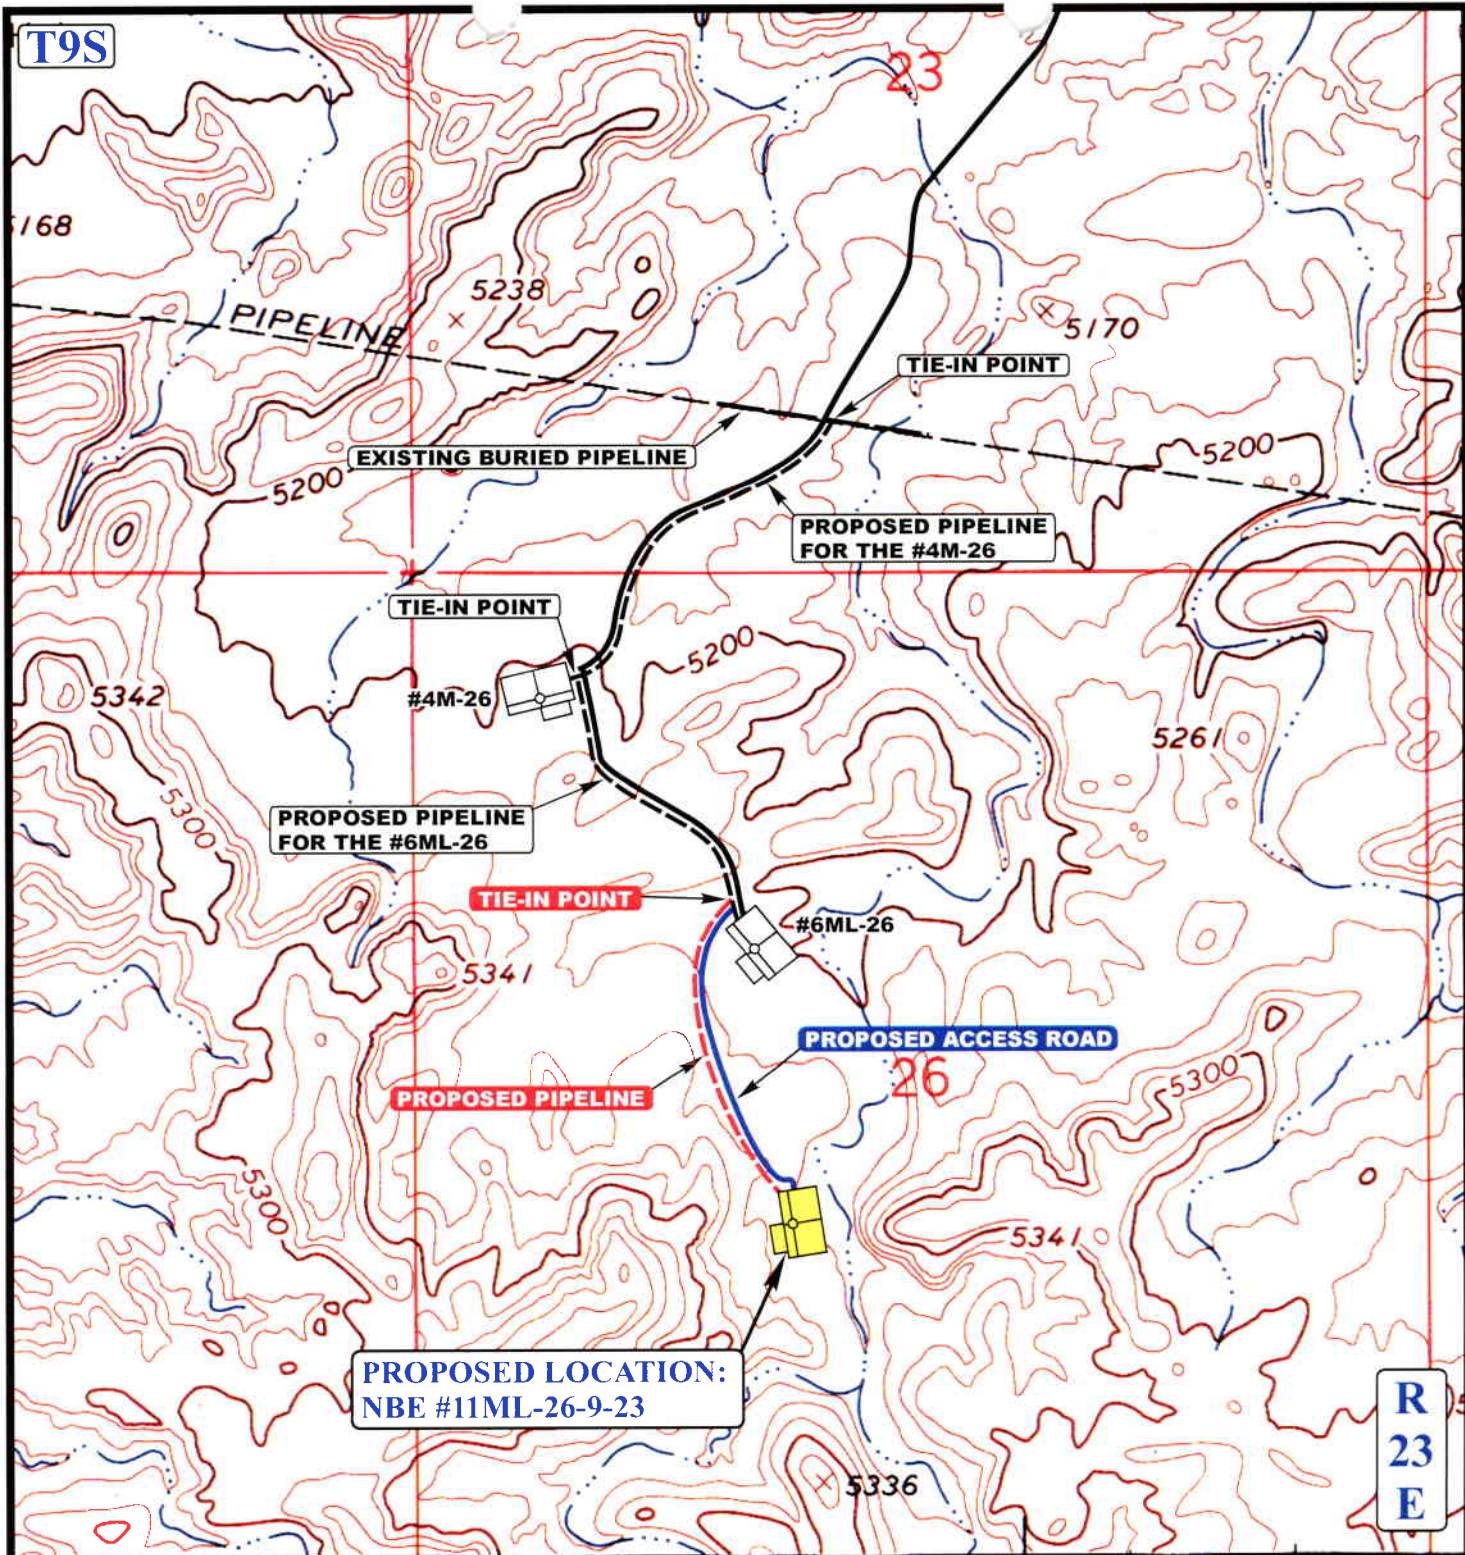 T9S
23
5168
5238
PIPELINE
5170
TIE-IN POINT
EXISTING BURIED PIPELINE
5200
5200
PROPOSED PIPELINE
FOR THE #4M-26
TIE-IN POINT
5200
#4M-26
5342
5261
5300
PROPOSED PIPELINE
FOR THE #6ML-26
TIE-IN POINT
#6ML-26
5341
PROPOSED ACCESS ROAD
26
5300
PROPOSED PIPELINE
5300
5341
PROPOSED LOCATION:
NBE #11ML-26-9-23
R
23
E
5336